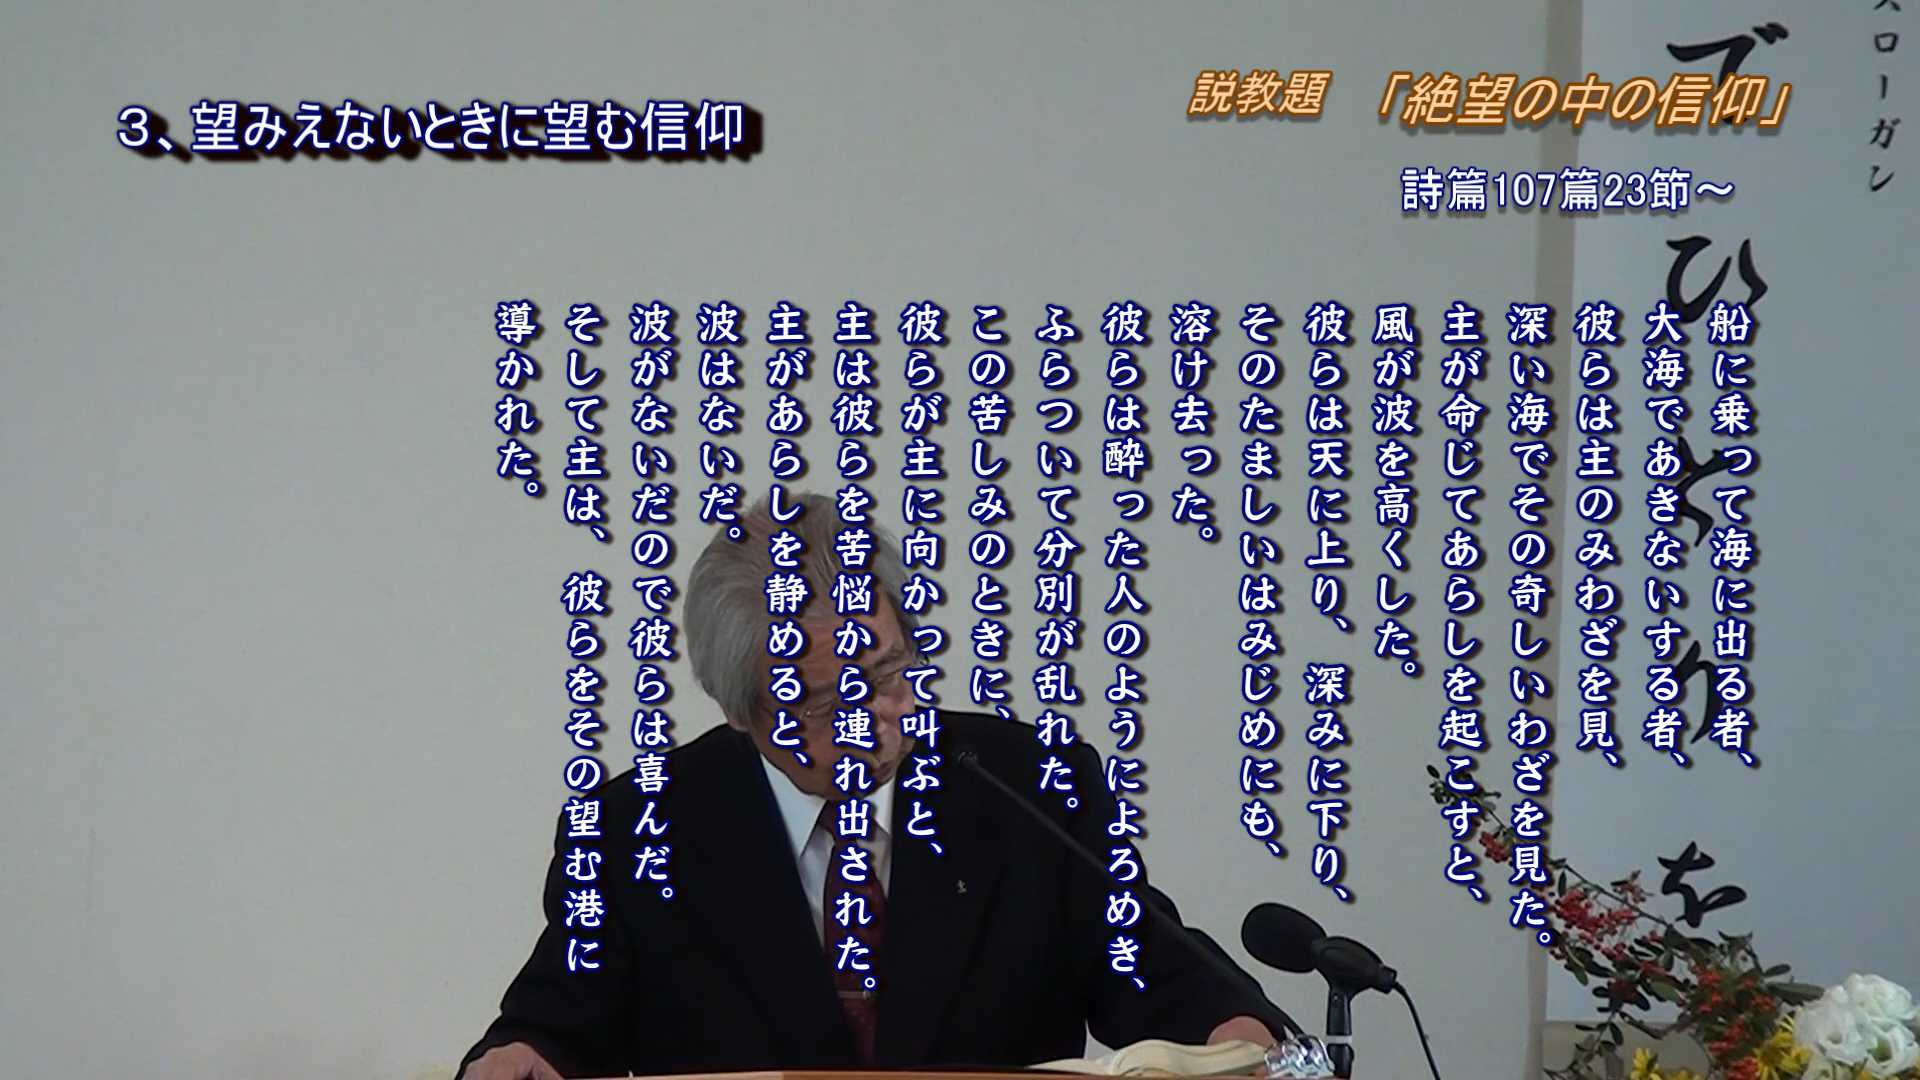 ３、望みえないときに望む信仰
説教題　「絶望の中の信仰」
詩篇107篇23節～
船に乗って海に出る者、
大海であきないする者、
彼らは主のみわざを見、
深い海でその奇しいわざを見た。
主が命じてあらしを起こすと、
風が波を高くした。
彼らは天に上り、深みに下り、
そのたましいはみじめにも、
溶け去った。
彼らは酔った人のようによろめき、
ふらついて分別が乱れた。
この苦しみのときに、
彼らが主に向かって叫ぶと、
主は彼らを苦悩から連れ出された。
主があらしを静めると、
波はないだ。
波がないだので彼らは喜んだ。
そして主は、彼らをその望む港に
導かれた。
スローガン
でひとりを